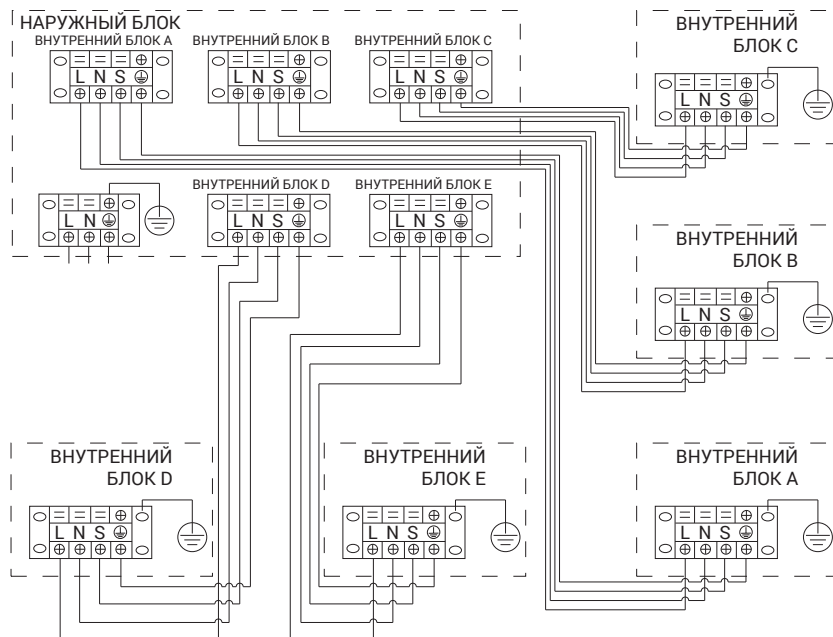 НАРУЖНЫЙ БЛОК
ВНУТРЕННИЙ БЛОК A
ВНУТРЕННИЙ БЛОК B
ВНУТРЕННИЙ БЛОК C
L N S
L N S
L N S
ВНУТРЕННИЙ БЛОК D
ВНУТРЕННИЙ БЛОК E
L N
L N S
L N S
ВНУТРЕННИЙ
БЛОК C
L N S
ВНУТРЕННИЙ
БЛОК B
L N S
ВНУТРЕННИЙ
БЛОК D
L N S
ВНУТРЕННИЙ
БЛОК E
L N S
ВНУТРЕННИЙ
БЛОК A
L N S